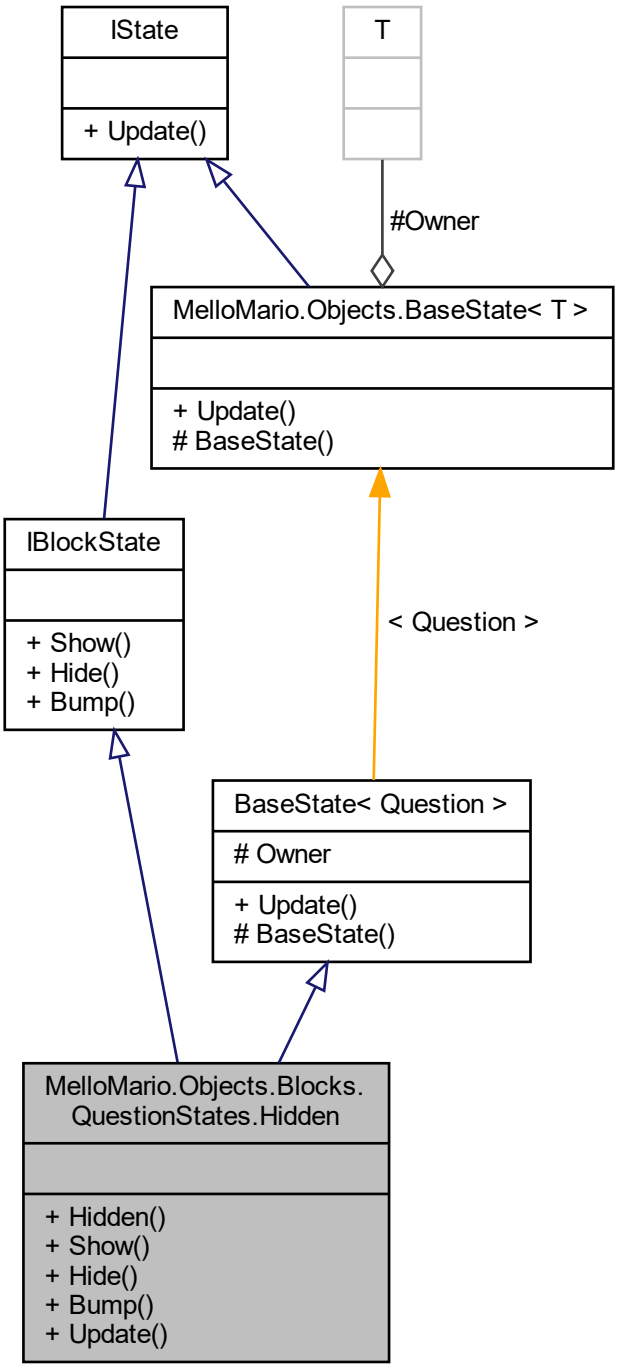 IState
+ Update()
T
#Owner
MelloMario.Objects.BaseState< T >
+ Update()
# BaseState()
IBlockState
+ Show()
+ Hide()
+ Bump()
< Question >
BaseState< Question >
# Owner
+ Update()
# BaseState()
MelloMario.Objects.Blocks.
QuestionStates.Hidden
+ Hidden()
+ Show()
+ Hide()
+ Bump()
+ Update()